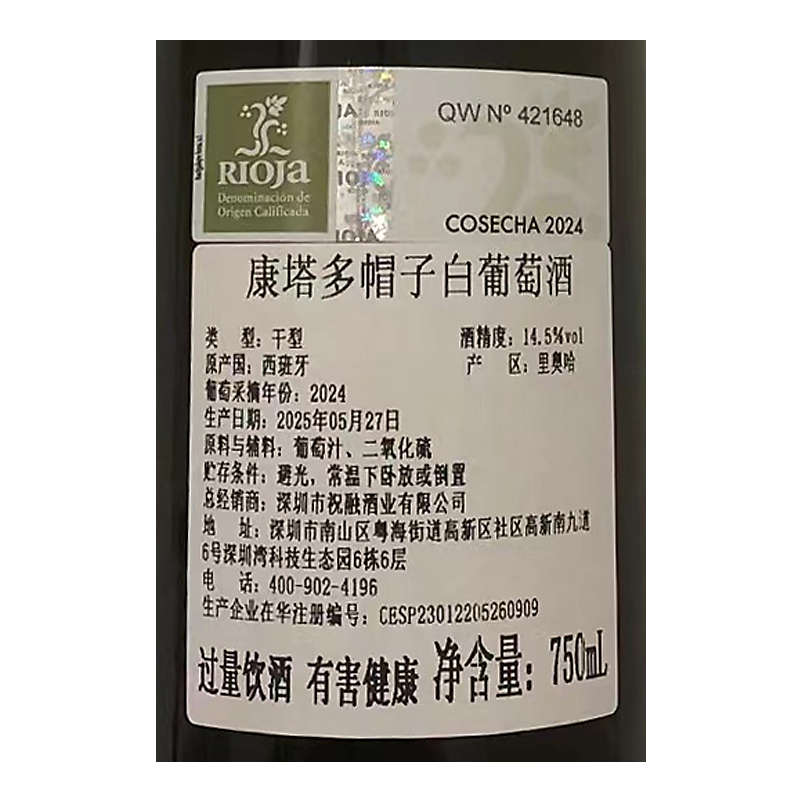 RIOJA
Denominación de
Origen Calificada
QW Nº 421648
COSECHA 2024
康塔多帽子白葡萄酒
类 型：干型 酒精度：14.5%vol
原产国：西班牙 产 区：里奥哈
葡萄采摘年份：2024
生产日期：2025年05月27日
原料与辅料：葡萄汁、二氧化硫
贮存条件：避光，常温下卧放或倒置
总经销商：深圳市祝融酒业有限公司
地 址：深圳市南山区粤海街道高新区社区高新南九道
6号深圳湾科技生态园6栋6层
电 话：400-902-4196
生产企业在华注册编号：CESP23012205260909
过量饮酒 有害健康 净含量：750mL